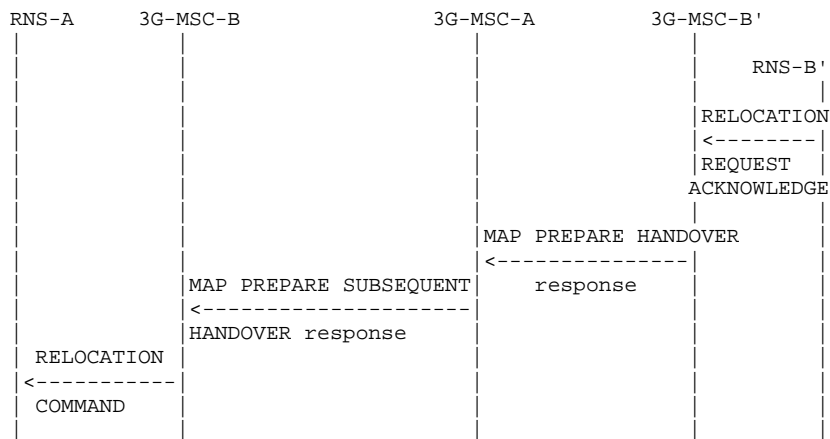 RNS-A 3G-MSC-B 3G-MSC-A 3G-MSC-B'
RNS-B'
RELOCATION
REQUEST
ACKNOWLEDGE
MAP PREPARE HANDOVER
response
MAP PREPARE SUBSEQUENT
HANDOVER response
RELOCATION
COMMAND